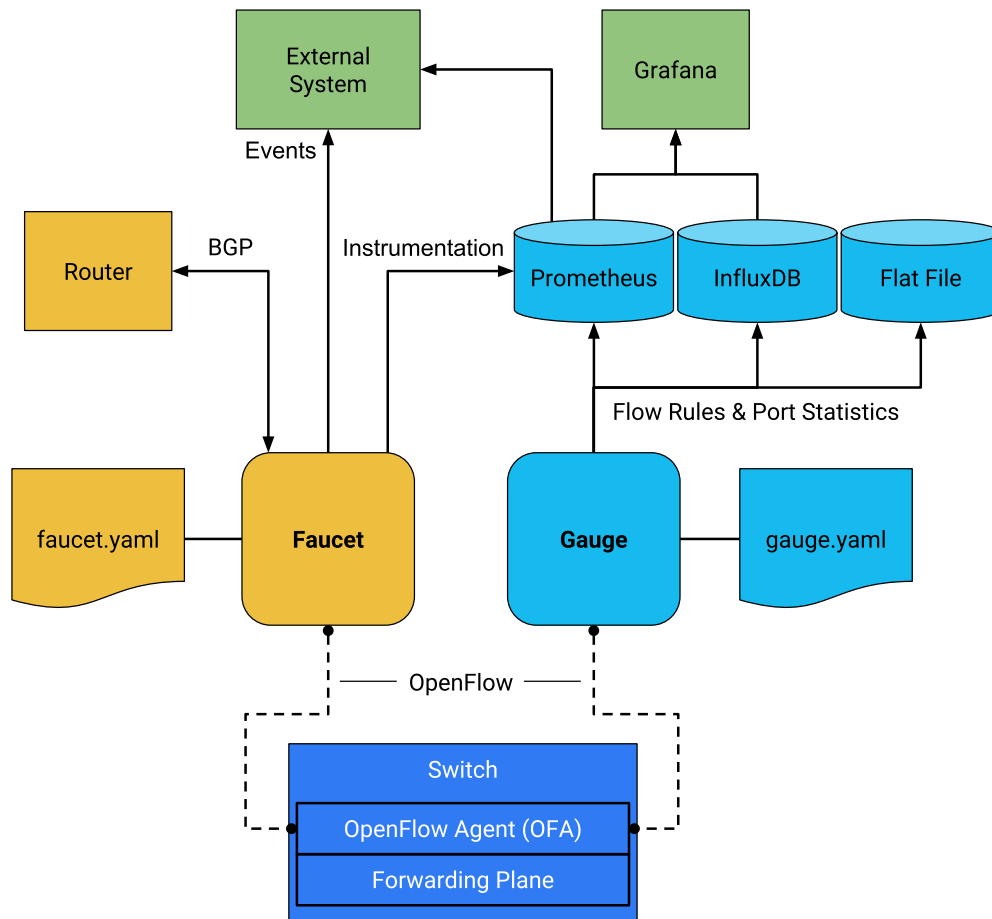 External
System
Grafana
Events
Router
BGP
Instrumentation
Prometheus
InfluxDB
Flat File
Flow Rules & Port Statistics
faucet.yaml
Faucet
Gauge
gauge.yaml
OpenFlow
Switch
OpenFlow Agent (OFA)
Forwarding Plane